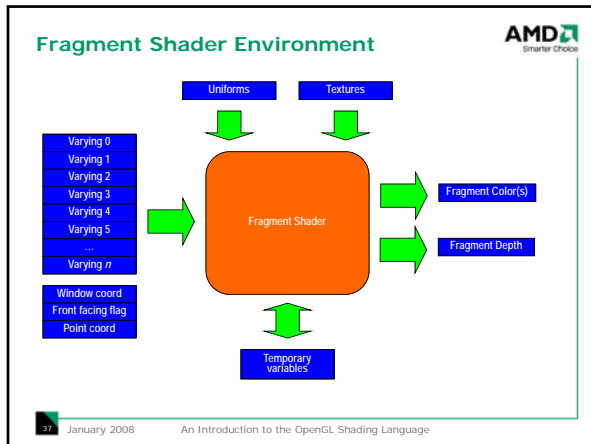 Fragment Shader Environment
AMD
Smarter Choice
Uniforms
Textures
Varying 0
Varying 1
Varying 2
Varying 3
Varying 4
Varying 5
...
Varying n
Window coord
Front facing flag
Point coord
Fragment Shader
Fragment Color(s)
Fragment Depth
Temporary
variables
37 January 2008 An Introduction to the OpenGL Shading Language